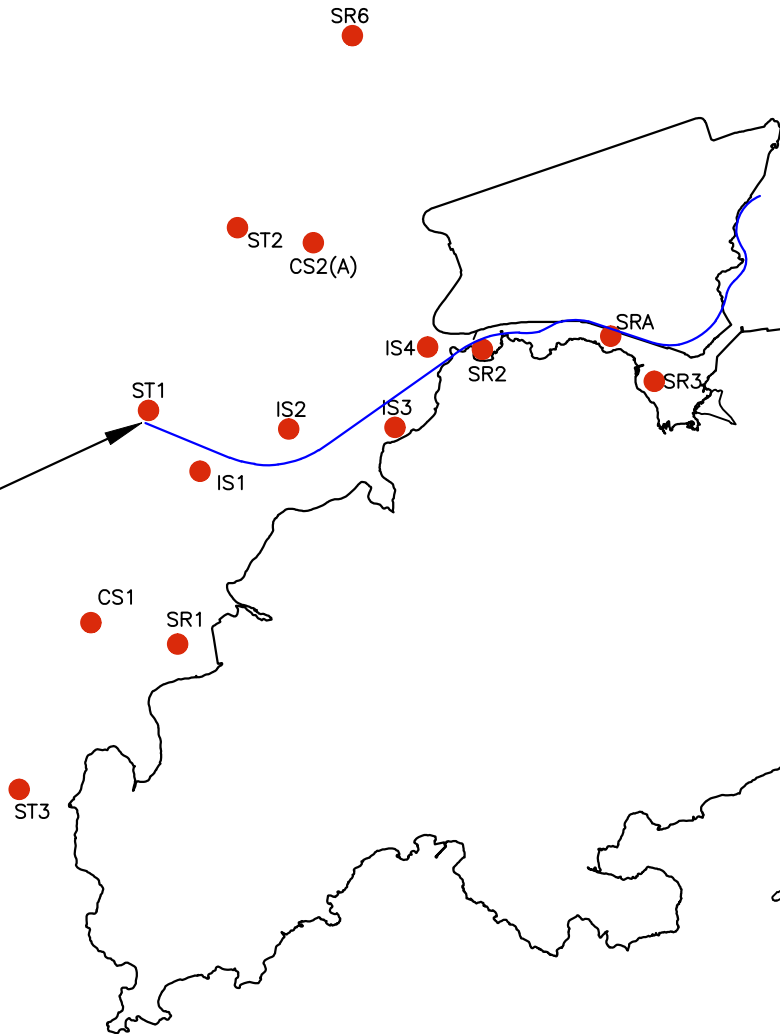 SR6
ST2
CS2(A)
SRA
IS4
SR2
SR3
ST1
IS2
IS3
IS1
CS1
SR1
ST3